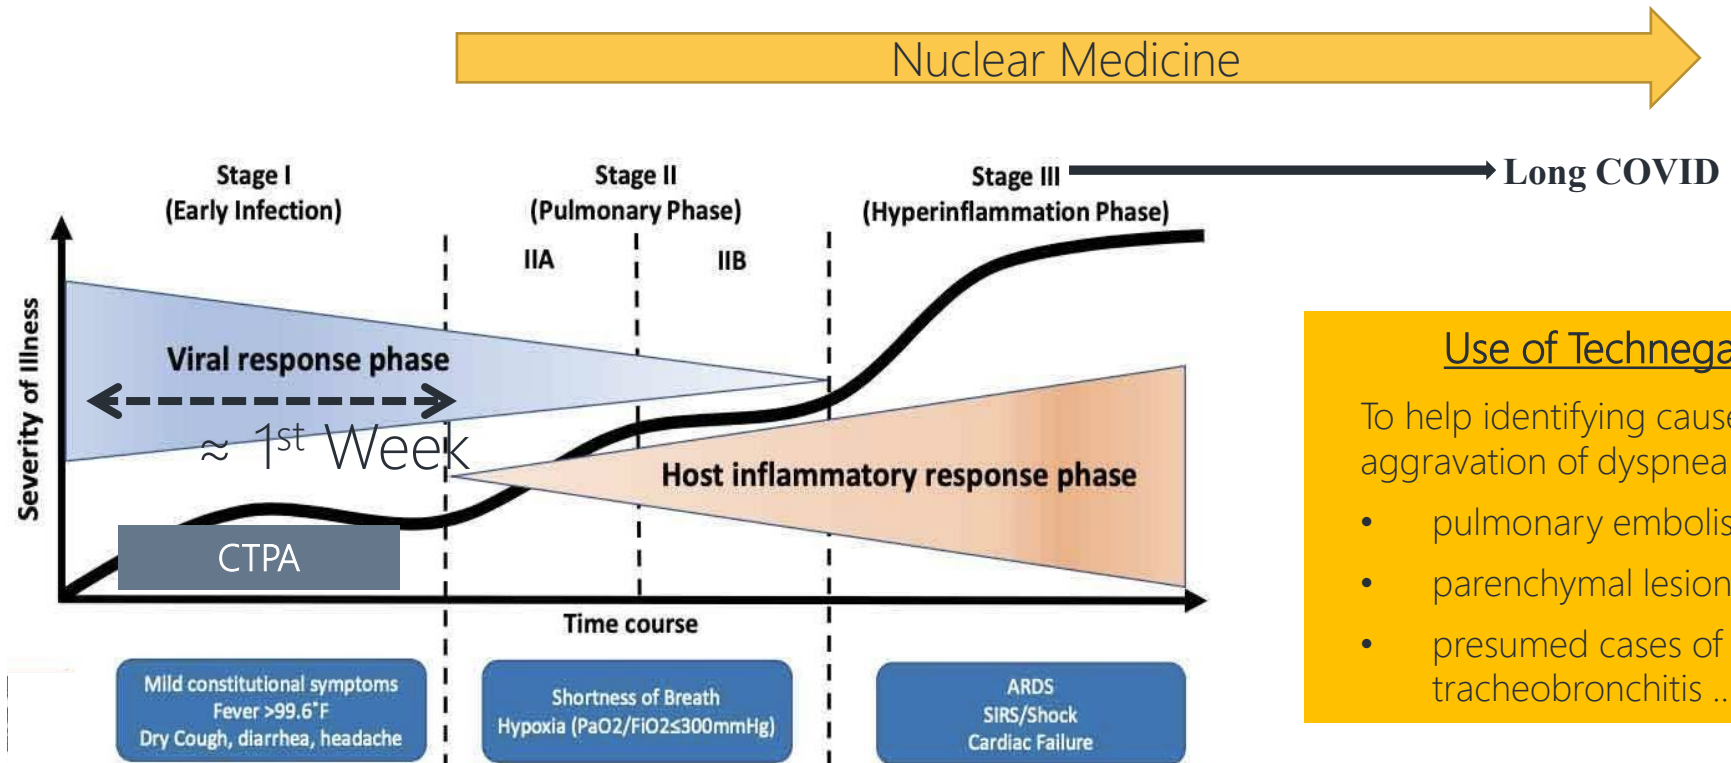 Nuclear Medicine
Stage I
(Early Infection)
Stage II
(Pulmonary Phase)
Stage III
(Hyperinflammation Phase)
Long COVID
IIA
IIB
Severity of Illness
Viral response phase
≈ 1st Week
Host inflammatory response phase
CTPA
Time course
Mild constitutional symptoms
Fever >99.6°F
Dry Cough, diarrhea, headache
Shortness of Breath
Hypoxia (PaO2/FiO2≤300mmHg)
ARDS
SIRS/Shock
Cardiac Failure
Use of Technega
To help identifying cause
aggravation of dyspnea
• pulmonary embolis
• parenchymal lesion
• presumed cases of
tracheobronchitis ..